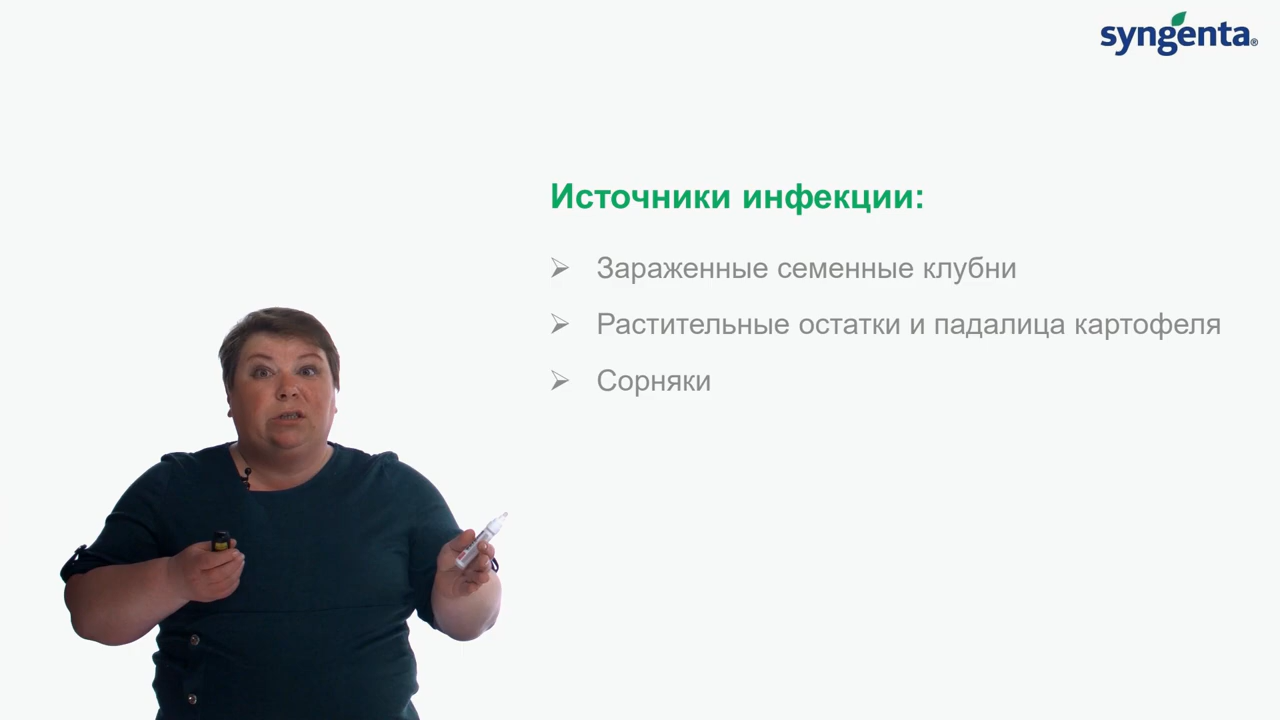 syngenta®
Источники инфекции:
Зараженные семенные клубни
Растительные остатки и падалица картофеля
Сорняки